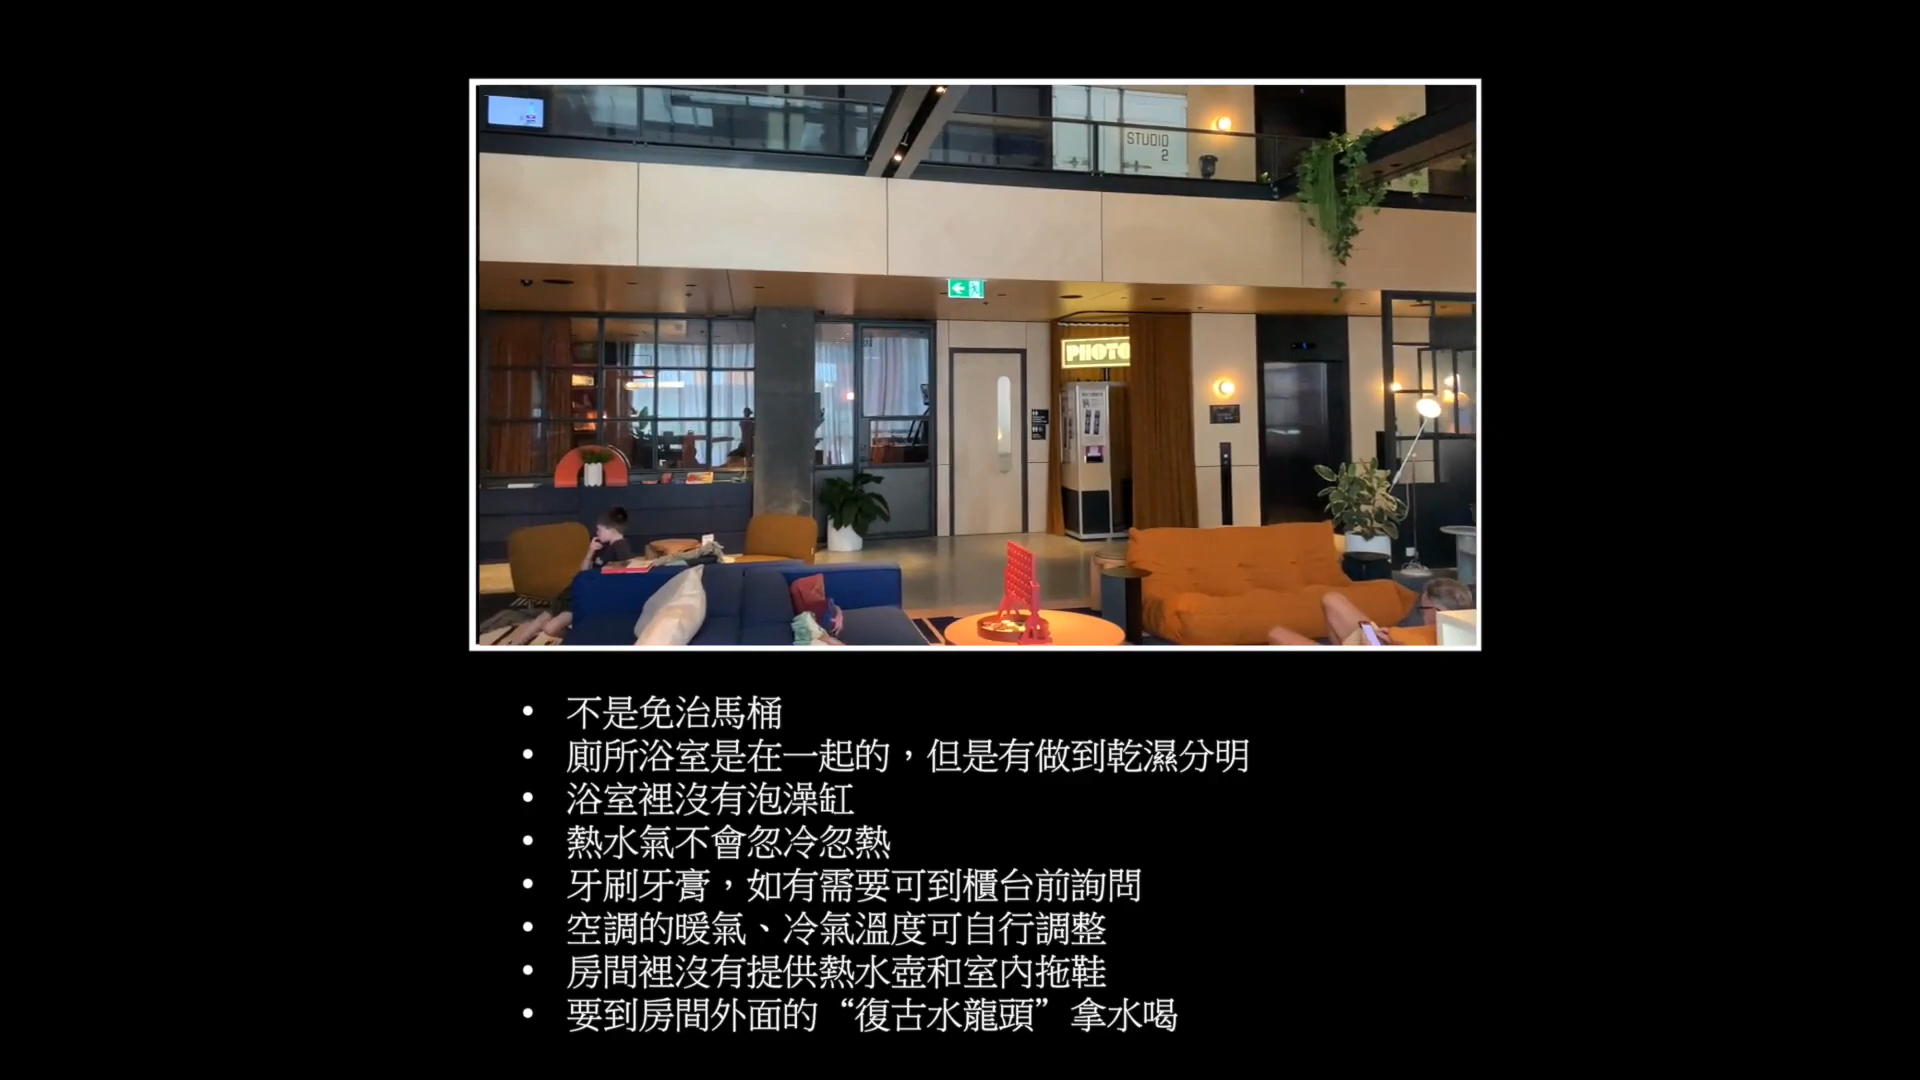 STUDIO
2
PHOTO
• 不是免治馬桶
• 廁所浴室是在一起的，但是有做到乾濕分明
• 浴室裡沒有泡澡缸
• 熱水氣不會忽冷忽熱
• 牙刷牙膏，如有需要可到櫃台前詢問
• 空調的暖氣、冷氣溫度可自行調整
• 房間裡沒有提供熱水壺和室內拖鞋
• 要到房間外面的“復古水龍頭”拿水喝